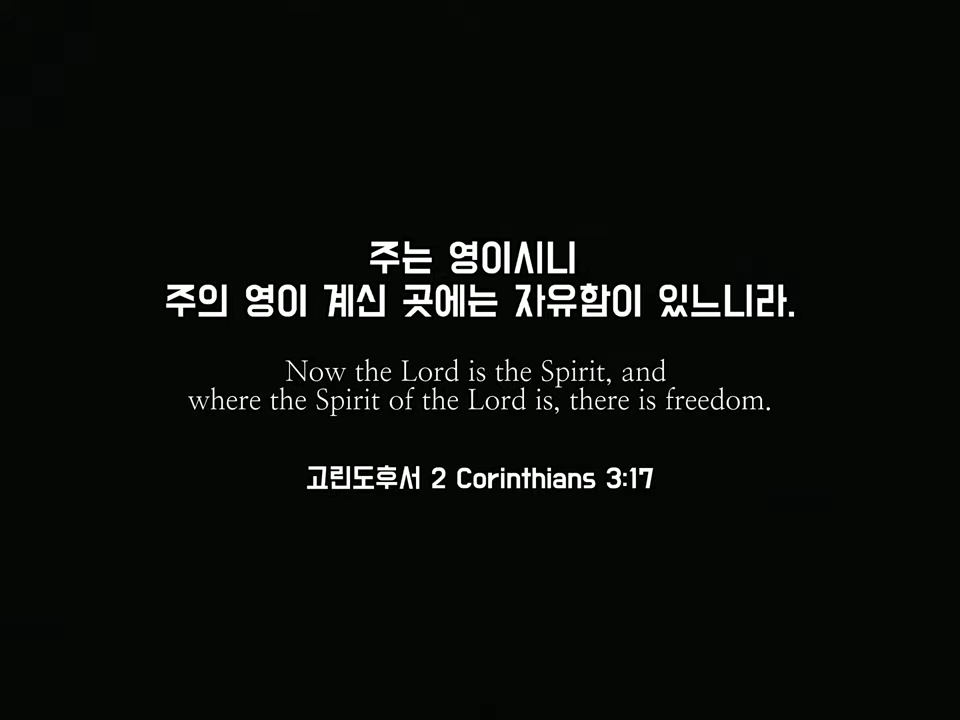 주는 영이시니
주의 영이 계신 곳에는 자유함이 있느니라.
Now the Lord is the Spirit, and
where the Spirit of the Lord is, there is freedom.
고린도후서 2 Corinthians 3:17